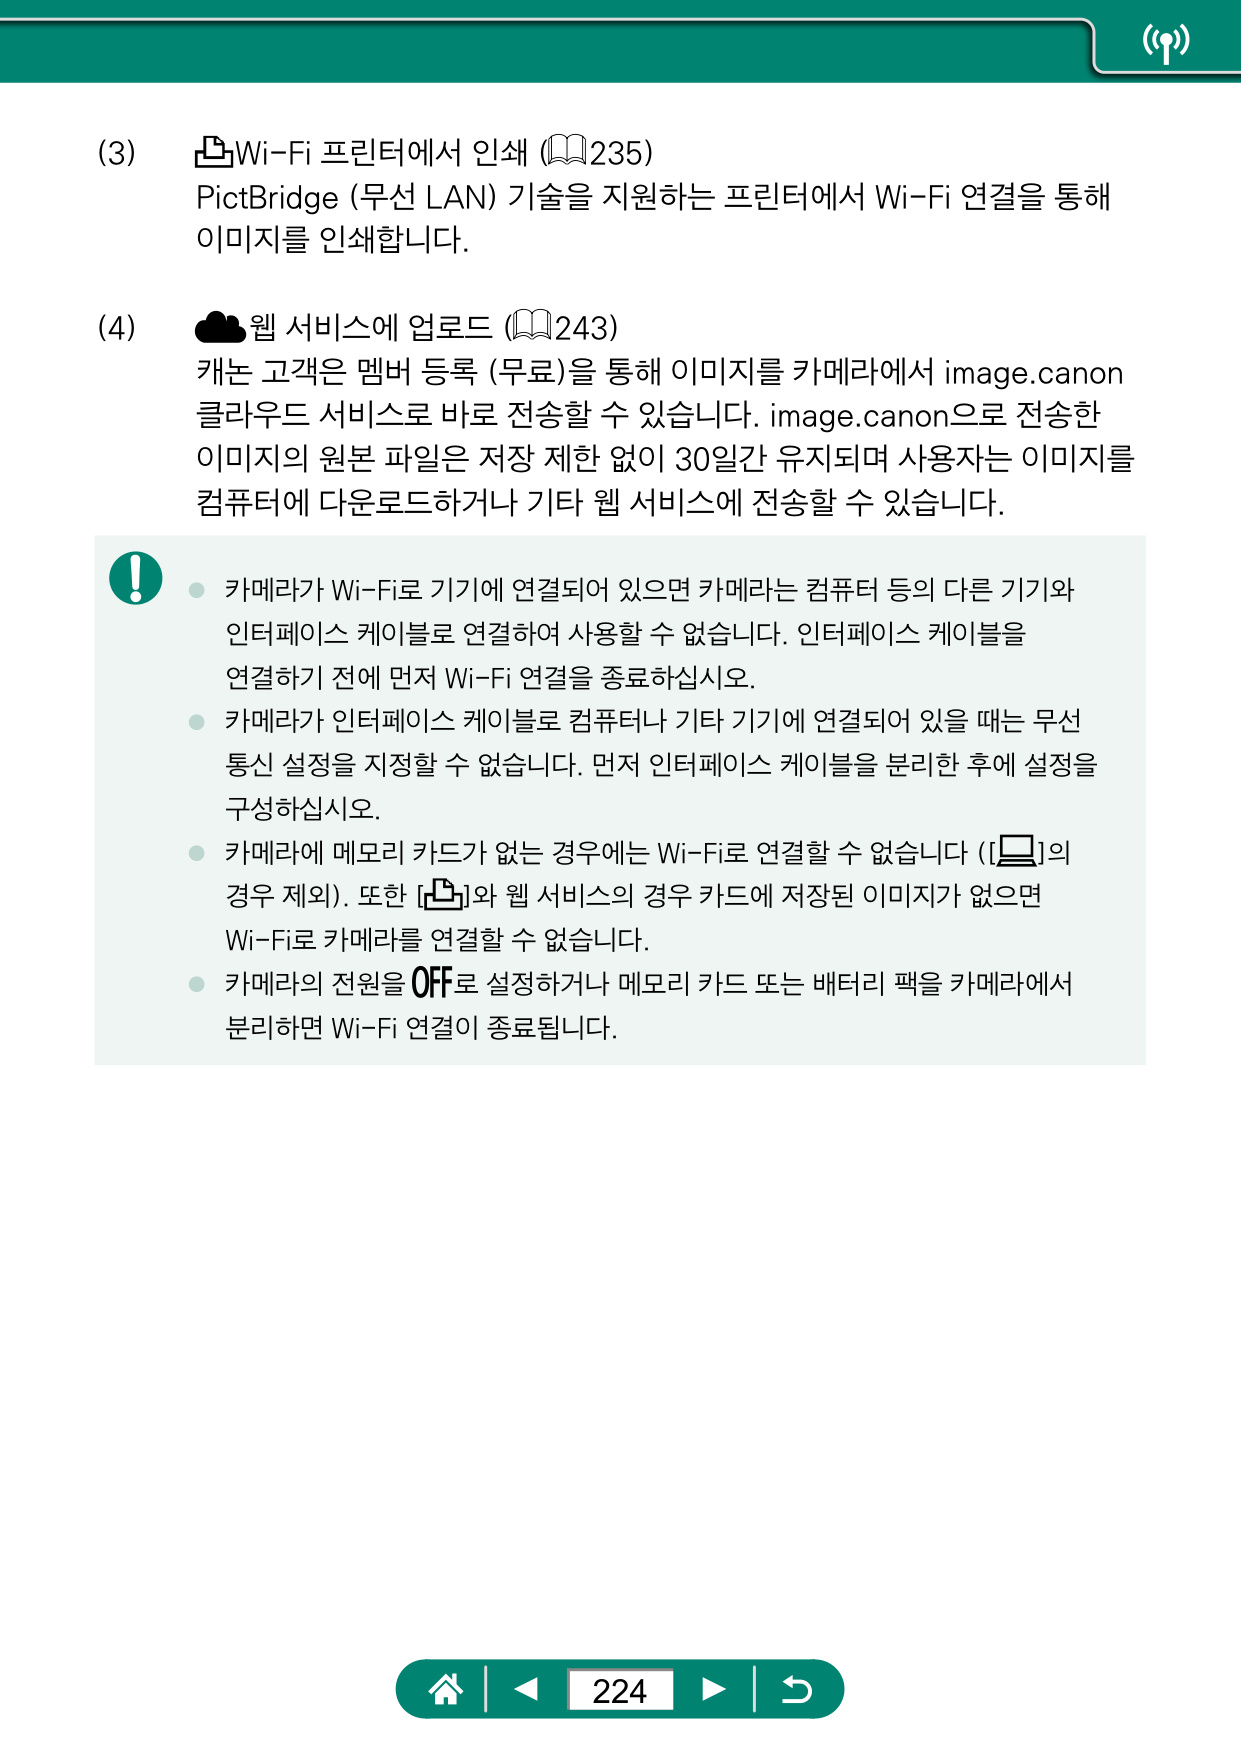 (3) Wi-Fi 프린터에서 인쇄 (235)
PictBridge (무선 LAN) 기술을 지원하는 프린터에서 Wi-Fi 연결을 통해
이미지를 인쇄합니다.
(4) 웹 서비스에 업로드 (243)
캐논 고객은 멤버 등록 (무료)을 통해 이미지를 카메라에서 image.canon
클라우드 서비스로 바로 전송할 수 있습니다. image.canon으로 전송한
이미지의 원본 파일은 저장 제한 없이 30일간 유지되며 사용자는 이미지를
컴퓨터에 다운로드하거나 기타 웹 서비스에 전송할 수 있습니다.
● 카메라가 Wi-Fi로 기기에 연결되어 있으면 카메라는 컴퓨터 등의 다른 기기와
인터페이스 케이블로 연결하여 사용할 수 없습니다. 인터페이스 케이블을
연결하기 전에 먼저 Wi-Fi 연결을 종료하십시오.
● 카메라가 인터페이스 케이블로 컴퓨터나 기타 기기에 연결되어 있을 때는 무선
통신 설정을 지정할 수 없습니다. 먼저 인터페이스 케이블을 분리한 후에 설정을
구성하십시오.
● 카메라에 메모리 카드가 없는 경우에는 Wi-Fi로 연결할 수 없습니다 ([]의
경우 제외). 또한 []와 웹 서비스의 경우 카드에 저장된 이미지가 없으면
Wi-Fi로 카메라를 연결할 수 없습니다.
● 카메라의 전원을 OFF로 설정하거나 메모리 카드 또는 배터리 팩을 카메라에서
분리하면 Wi-Fi 연결이 종료됩니다.
224